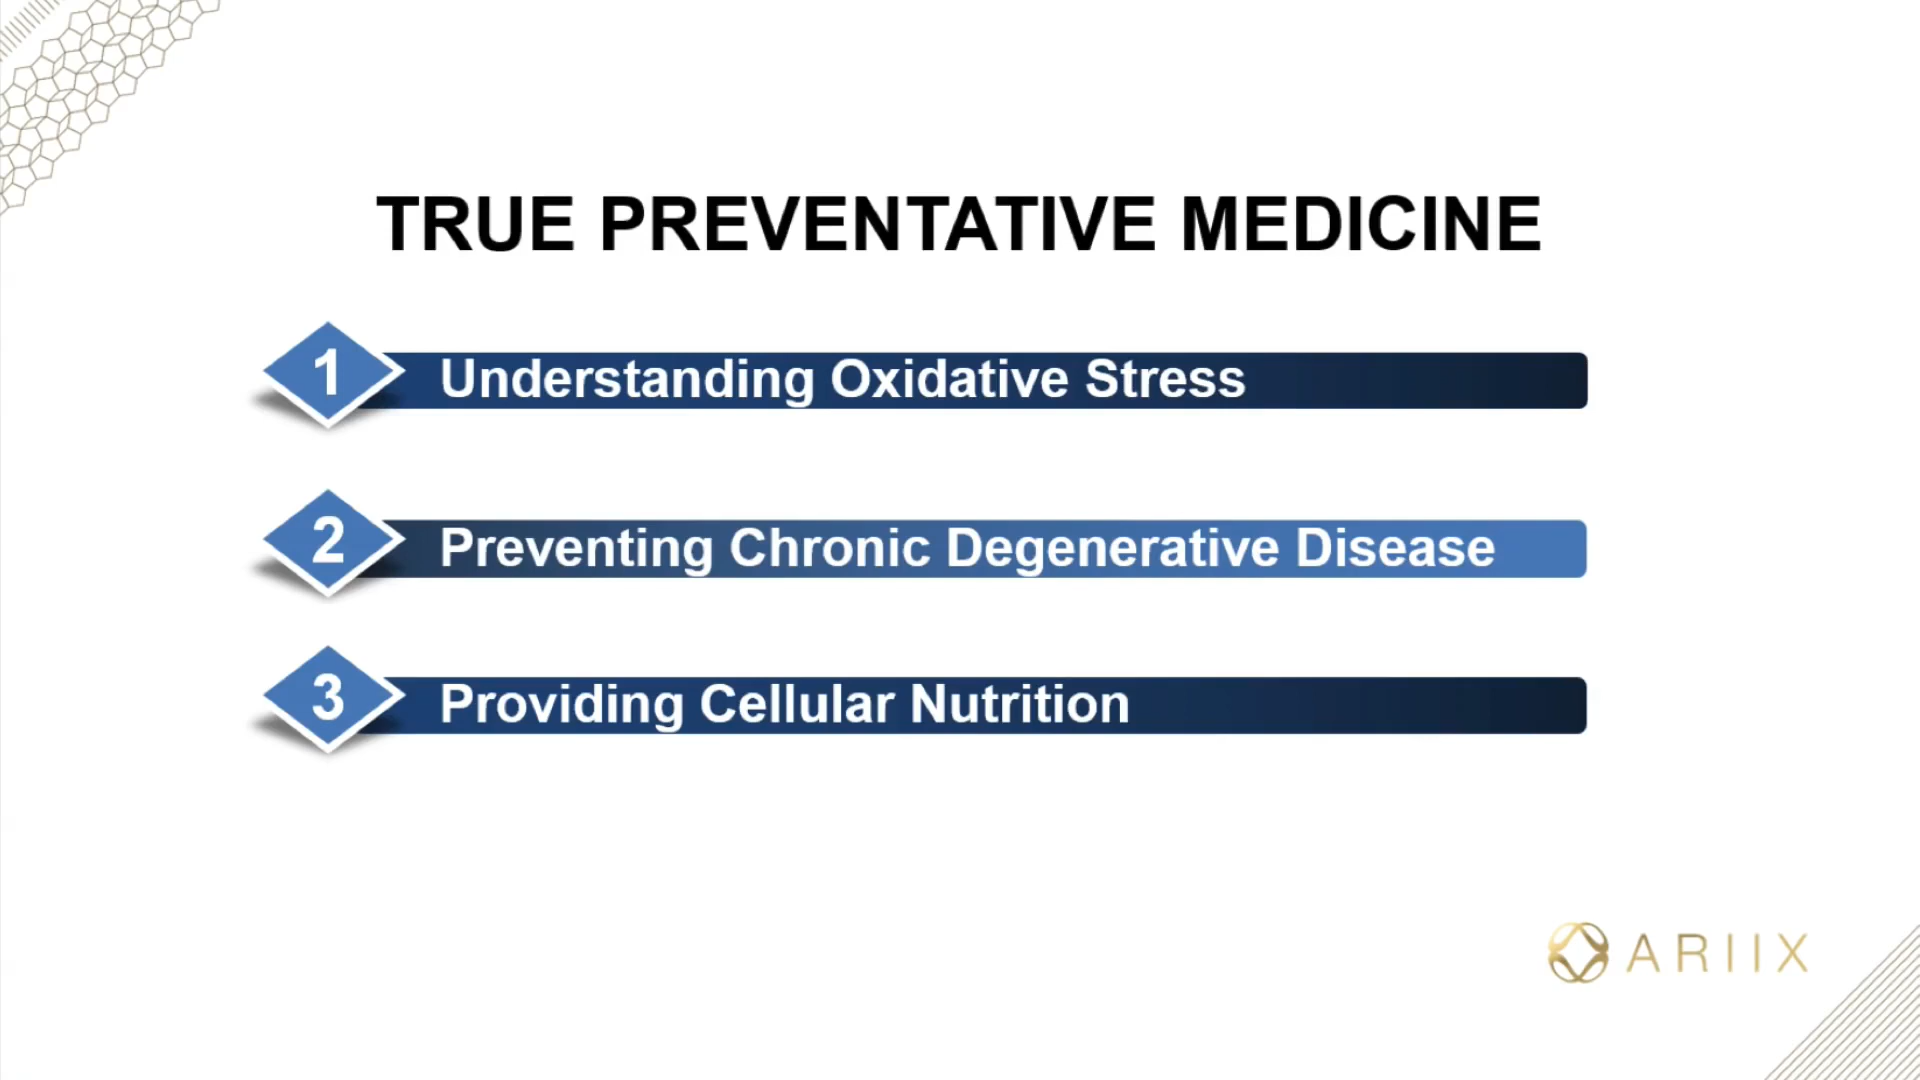 TRUE PREVENTATIVE MEDICINE
1 Understanding Oxidative Stress
2 Preventing Chronic Degenerative Disease
3 Providing Cellular Nutrition
ARIIX